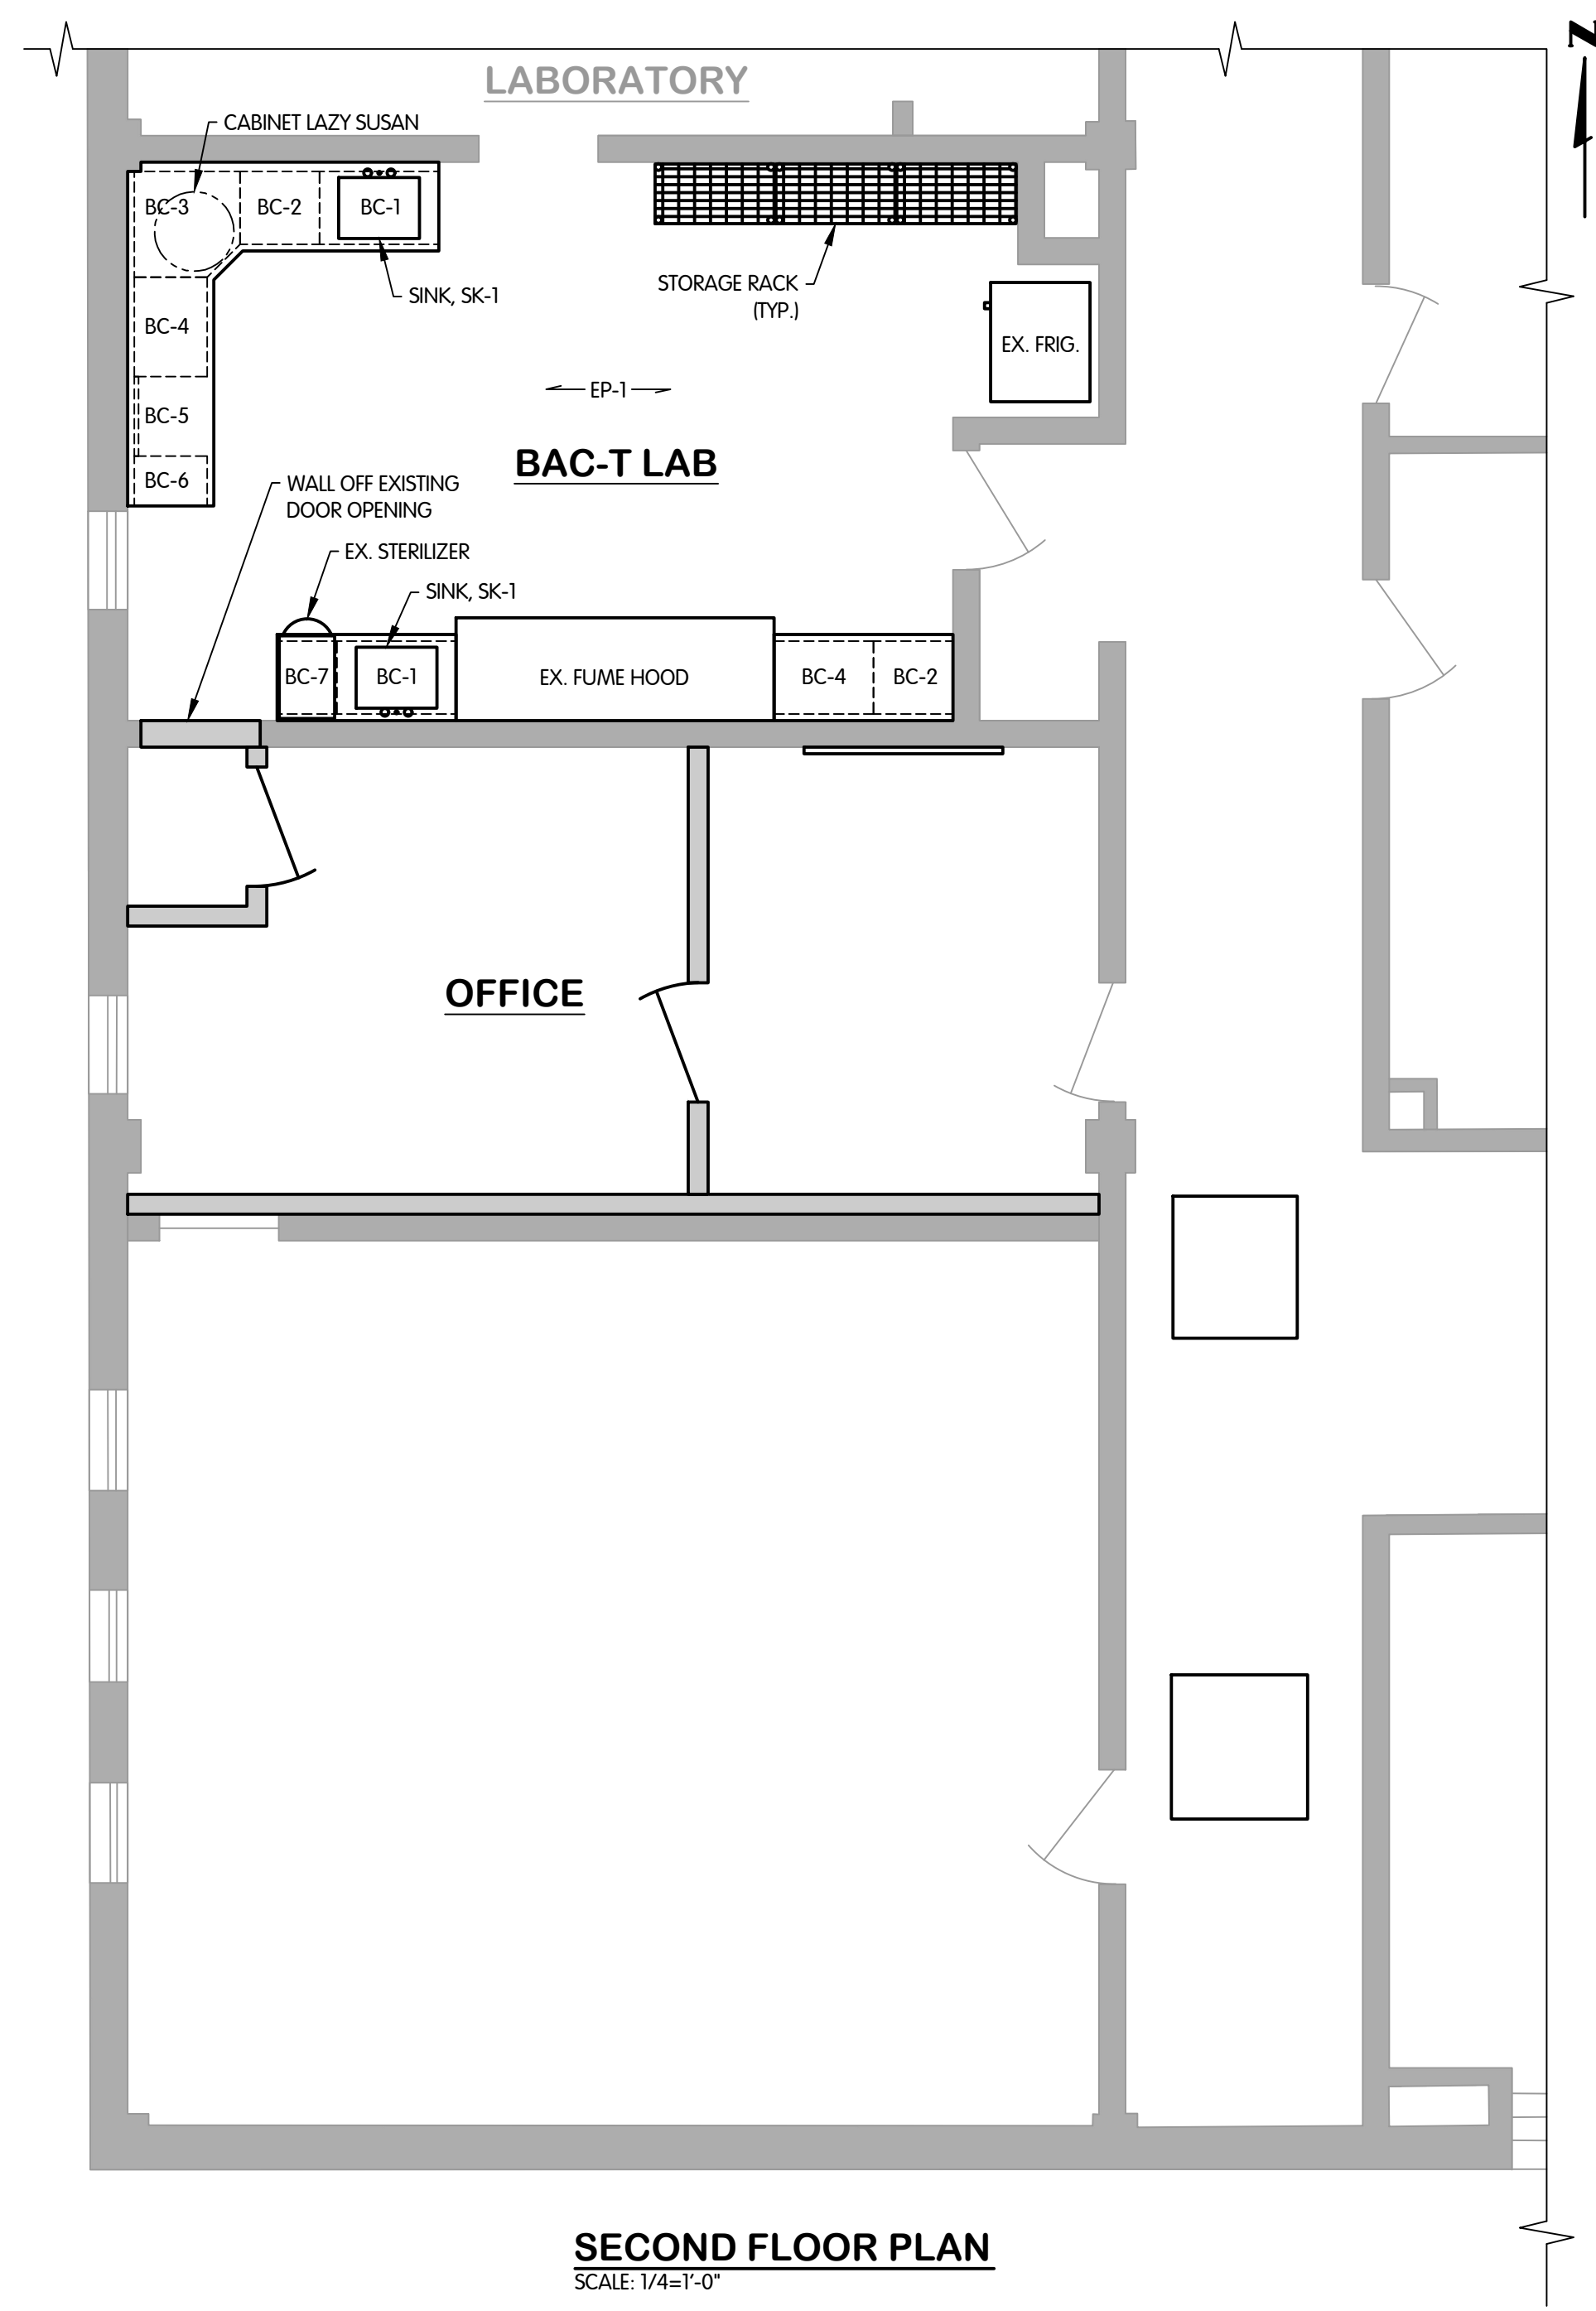 N
LABORATORY
CABINET LAZY SUSAN
BC-3
BC-2
BC-1
SINK, SK-1
STORAGE RACK
(TYP.)
BC-4
EX. FRIG.
EP-1
BC-5
BAC-T LAB
BC-6
WALL OFF EXISTING
DOOR OPENING
EX. STERILIZER
SINK, SK-1
BC-7
BC-1
EX. FUME HOOD
BC-4
BC-2
OFFICE
SECOND FLOOR PLAN
SCALE: 1/4=1'-0"